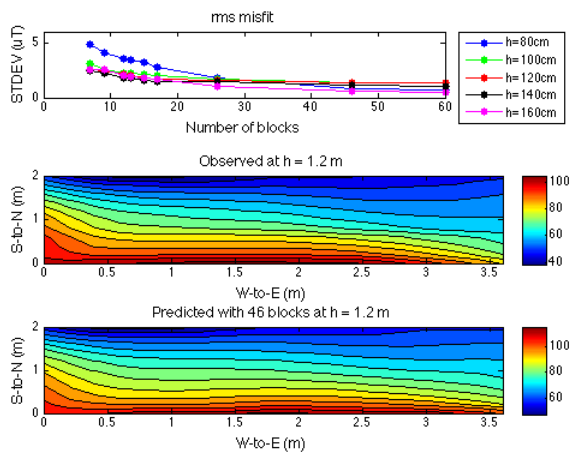 rms misfit
STDEV (uT)
5
0
0 10 20 30 40 50 60
Number of blocks
h=80cm
h=100cm
h=120cm
h=140cm
h=160cm
Observed at h = 1.2 m
S-to-N (m)
2
1
0
0 0.5 1 1.5 2 2.5 3 3.5
W-to-E (m)
100
80
60
40
Predicted with 46 blocks at h = 1.2 m
S-to-N (m)
2
1
0
0 0.5 1 1.5 2 2.5 3 3.5
W-to-E (m)
100
80
60